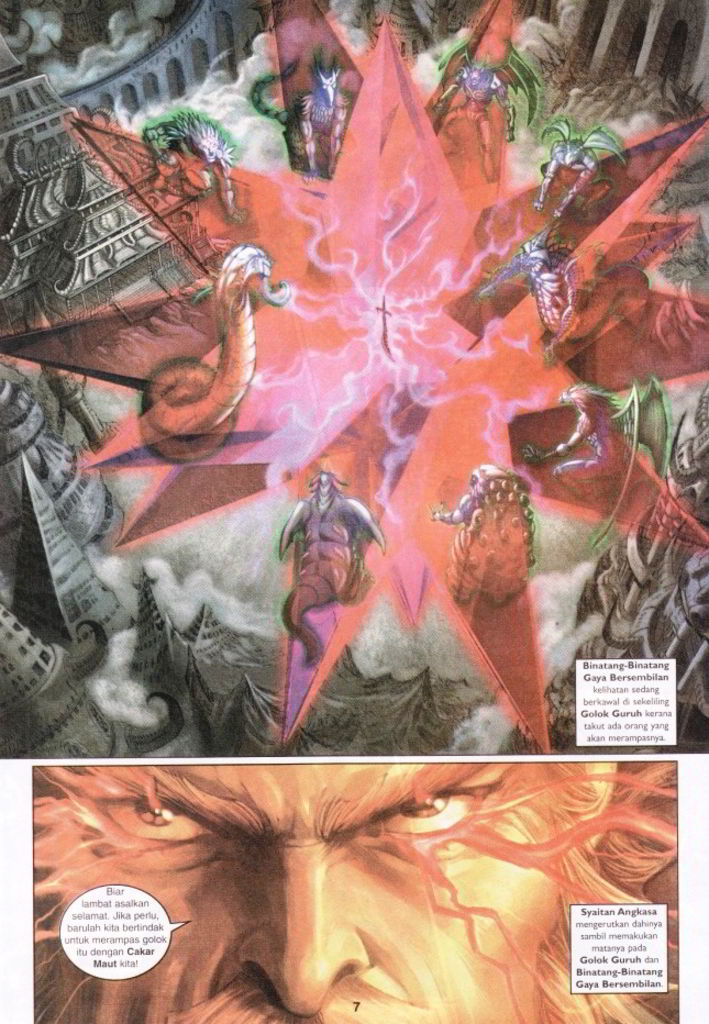 Binatang-Binatang
Gaya Bersembilan
kelihatan sedang
berkawal di sekeliling
Golok Guruh kerana
takut ada orang yang
akan merampasnya.
Biar
lambat asalkan
selamat. Jika perlu,
barulah kita bertindak
untuk merampas golok
itu dengan Cakar
Maut kita!
Syaitan Angkasa
mengerutkan dahinya
sambil memakukan
matanya pada
Golok Guruh dan
Binatang-Binatang
Gaya Bersembilan.
7